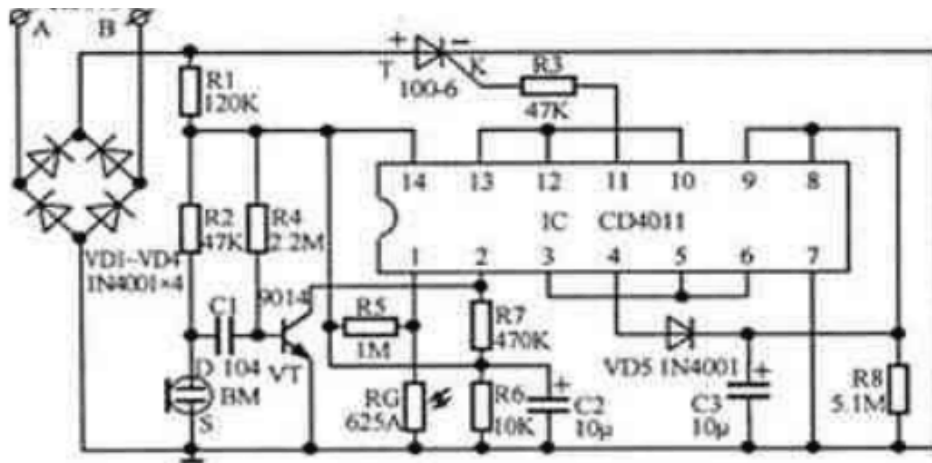 A B
+ −
T K
100-6
R3
47K
R1
120K
14 13 12 11 10 9 8
IC CD4011
1 2 3 4 5 6 7
R2
47K
R4
2.2M
VD1~VD4
1N4001×4
C1
104
D
9014
VT
R5
1M
R7
470K
VD5 1N4001
BM
S
RG
625A
R6
10K
+
C2
10μ
+
C3
10μ
R8
5.1M